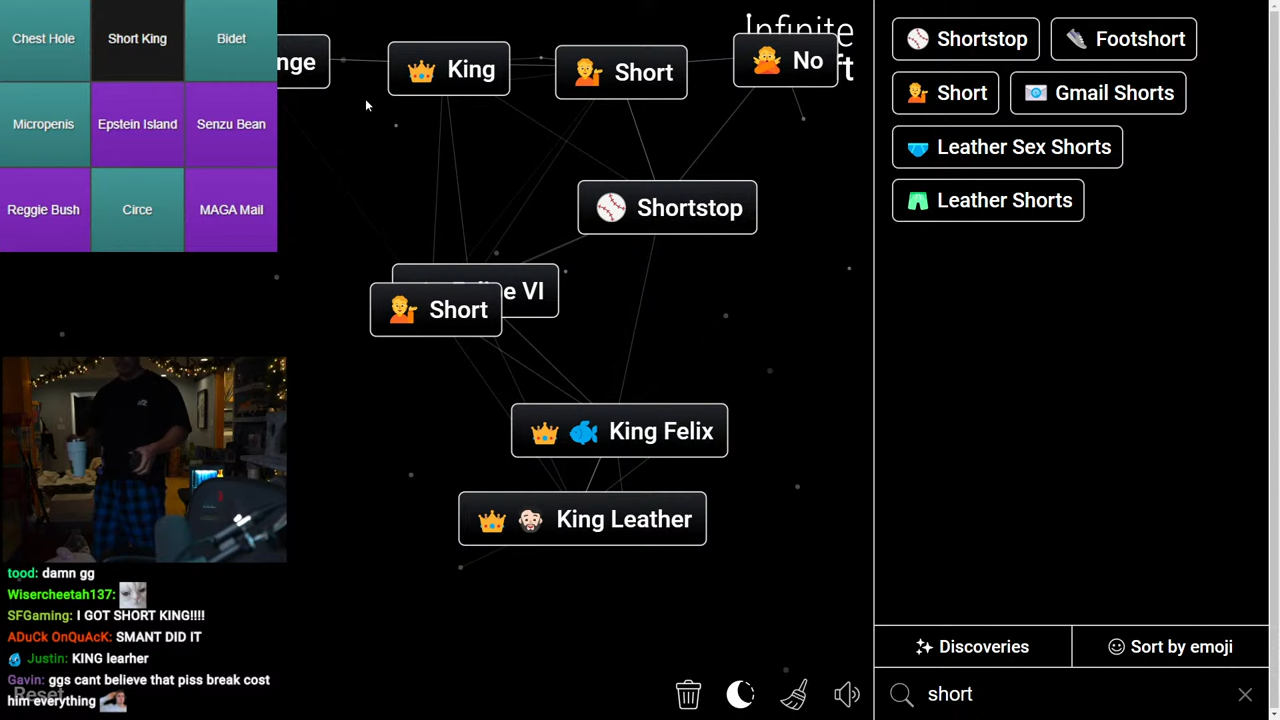 Chest Hole
Short King
Bidet
Micropenis
Epstein Island
Senzu Bean
Reggie Bush
Circe
MAGA Mail
nge
King
Short
No
Infinite
ft
Shortstop
e VI
Short
King Felix
King Leather
Shortstop
Footshort
Short
Gmail Shorts
Leather Sex Shorts
Leather Shorts
Discoveries
Sort by emoji
short
tood: damn gg
Wisercheetah137:
SFGaming: I GOT SHORT KING!!!!
ADuCk OnQuAcK: SMANT DID IT
Justin: KING learher
Gavin: ggs cant believe that piss break cost
him everything
Reset